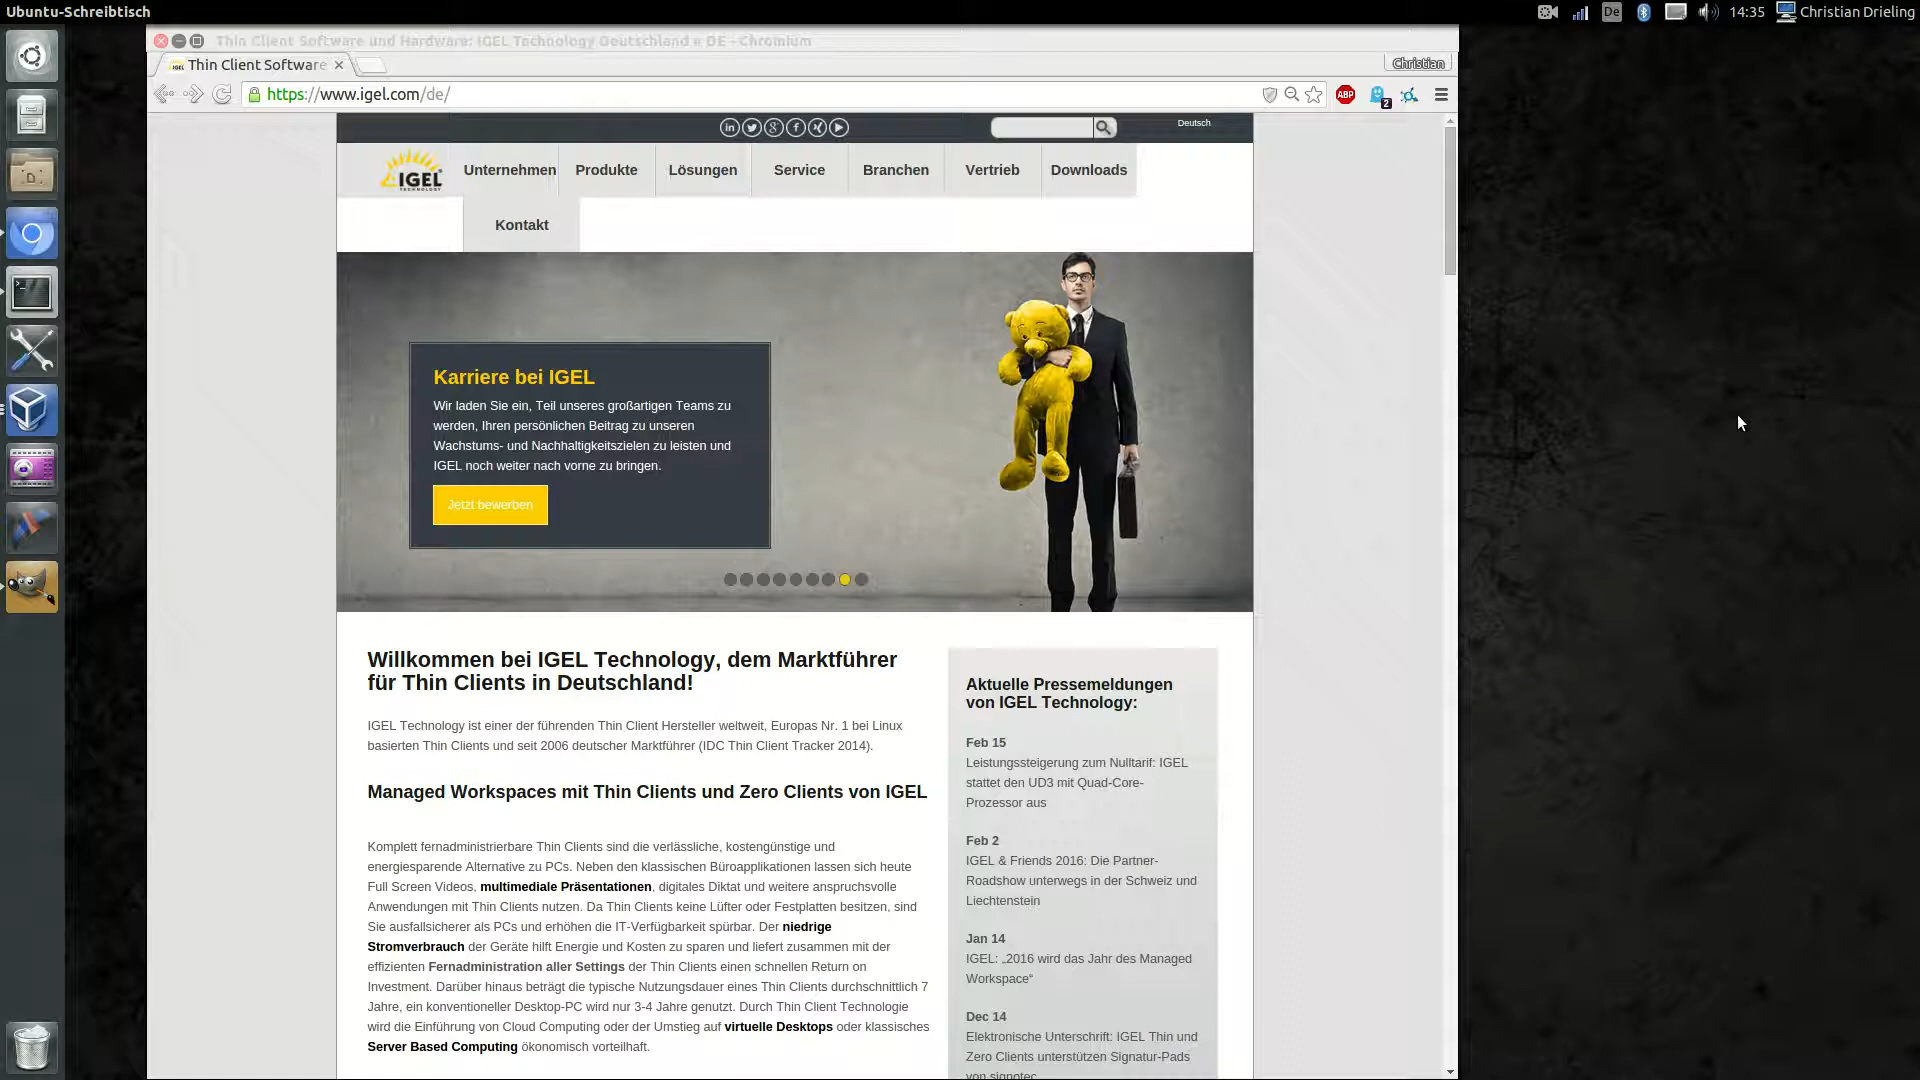 Ubuntu-Schreibtisch
De
14:35
Christian Drieling
Thin Client Software und Hardware: IGEL Technology Deutschland « DE - Chromium
Thin Client Software
Christian
https://www.igel.com/de/
ABP
2
Deutsch
IGEL
TECHNOLOGY
Unternehmen
Produkte
Lösungen
Service
Branchen
Vertrieb
Downloads
Kontakt
Karriere bei IGEL
Wir laden Sie ein, Teil unseres großartigen Teams zu
werden, Ihren persönlichen Beitrag zu unseren
Wachstums- und Nachhaltigkeitszielen zu leisten und
IGEL noch weiter nach vorne zu bringen.
Jetzt bewerben
Willkommen bei IGEL Technology, dem Marktführer
für Thin Clients in Deutschland!
IGEL Technology ist einer der führenden Thin Client Hersteller weltweit, Europas Nr. 1 bei Linux
basierten Thin Clients und seit 2006 deutscher Marktführer (IDC Thin Client Tracker 2014).
Managed Workspaces mit Thin Clients und Zero Clients von IGEL
Komplett fernadministrierbare Thin Clients sind die verlässliche, kostengünstige und
energiesparende Alternative zu PCs. Neben den klassischen Büroapplikationen lassen sich heute
Full Screen Videos, multimediale Präsentationen, digitales Diktat und weitere anspruchsvolle
Anwendungen mit Thin Clients nutzen. Da Thin Clients keine Lüfter oder Festplatten besitzen, sind
Sie ausfallsicherer als PCs und erhöhen die IT-Verfügbarkeit spürbar. Der niedrige
Stromverbrauch der Geräte hilft Energie und Kosten zu sparen und liefert zusammen mit der
effizienten Fernadministration aller Settings der Thin Clients einen schnellen Return on
Investment. Darüber hinaus beträgt die typische Nutzungsdauer eines Thin Clients durchschnittlich 7
Jahre, ein konventioneller Desktop-PC wird nur 3-4 Jahre genutzt. Durch Thin Client Technologie
wird die Einführung von Cloud Computing oder der Umstieg auf virtuelle Desktops oder klassisches
Server Based Computing ökonomisch vorteilhaft.
Aktuelle Pressemeldungen
von IGEL Technology:
Feb 15
Leistungssteigerung zum Nulltarif: IGEL
stattet den UD3 mit Quad-Core-
Prozessor aus
Feb 2
IGEL & Friends 2016: Die Partner-
Roadshow unterwegs in der Schweiz und
Liechtenstein
Jan 14
IGEL: „2016 wird das Jahr des Managed
Workspace“
Dec 14
Elektronische Unterschrift: IGEL Thin und
Zero Clients unterstützen Signatur-Pads
von signotec